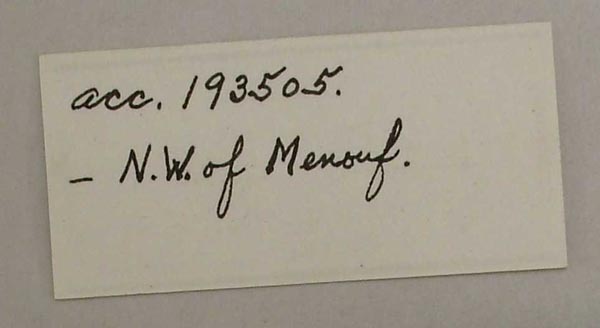 acc. 193505.
- N.W. of Menouf.